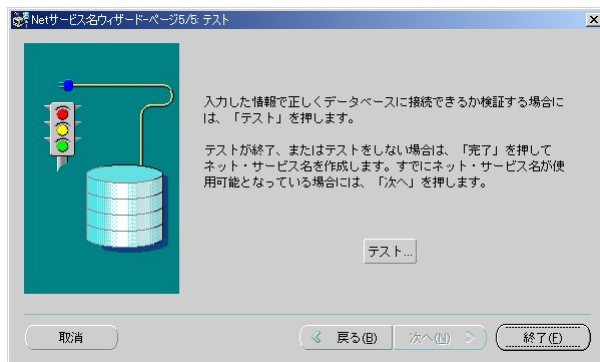 Netサービス名ウィザード-ページ5/5: テスト
入力した情報で正しくデータベースに接続できるか検証する場合に
は、「テスト」を押します。
テストが終了、またはテストをしない場合は、「完了」を押して
ネット・サービス名を作成します。すでにネット・サービス名が使
用可能となっている場合には、「次へ」を押します。
テスト...
取消
戻る(B)
次へ(N)
終了(F)